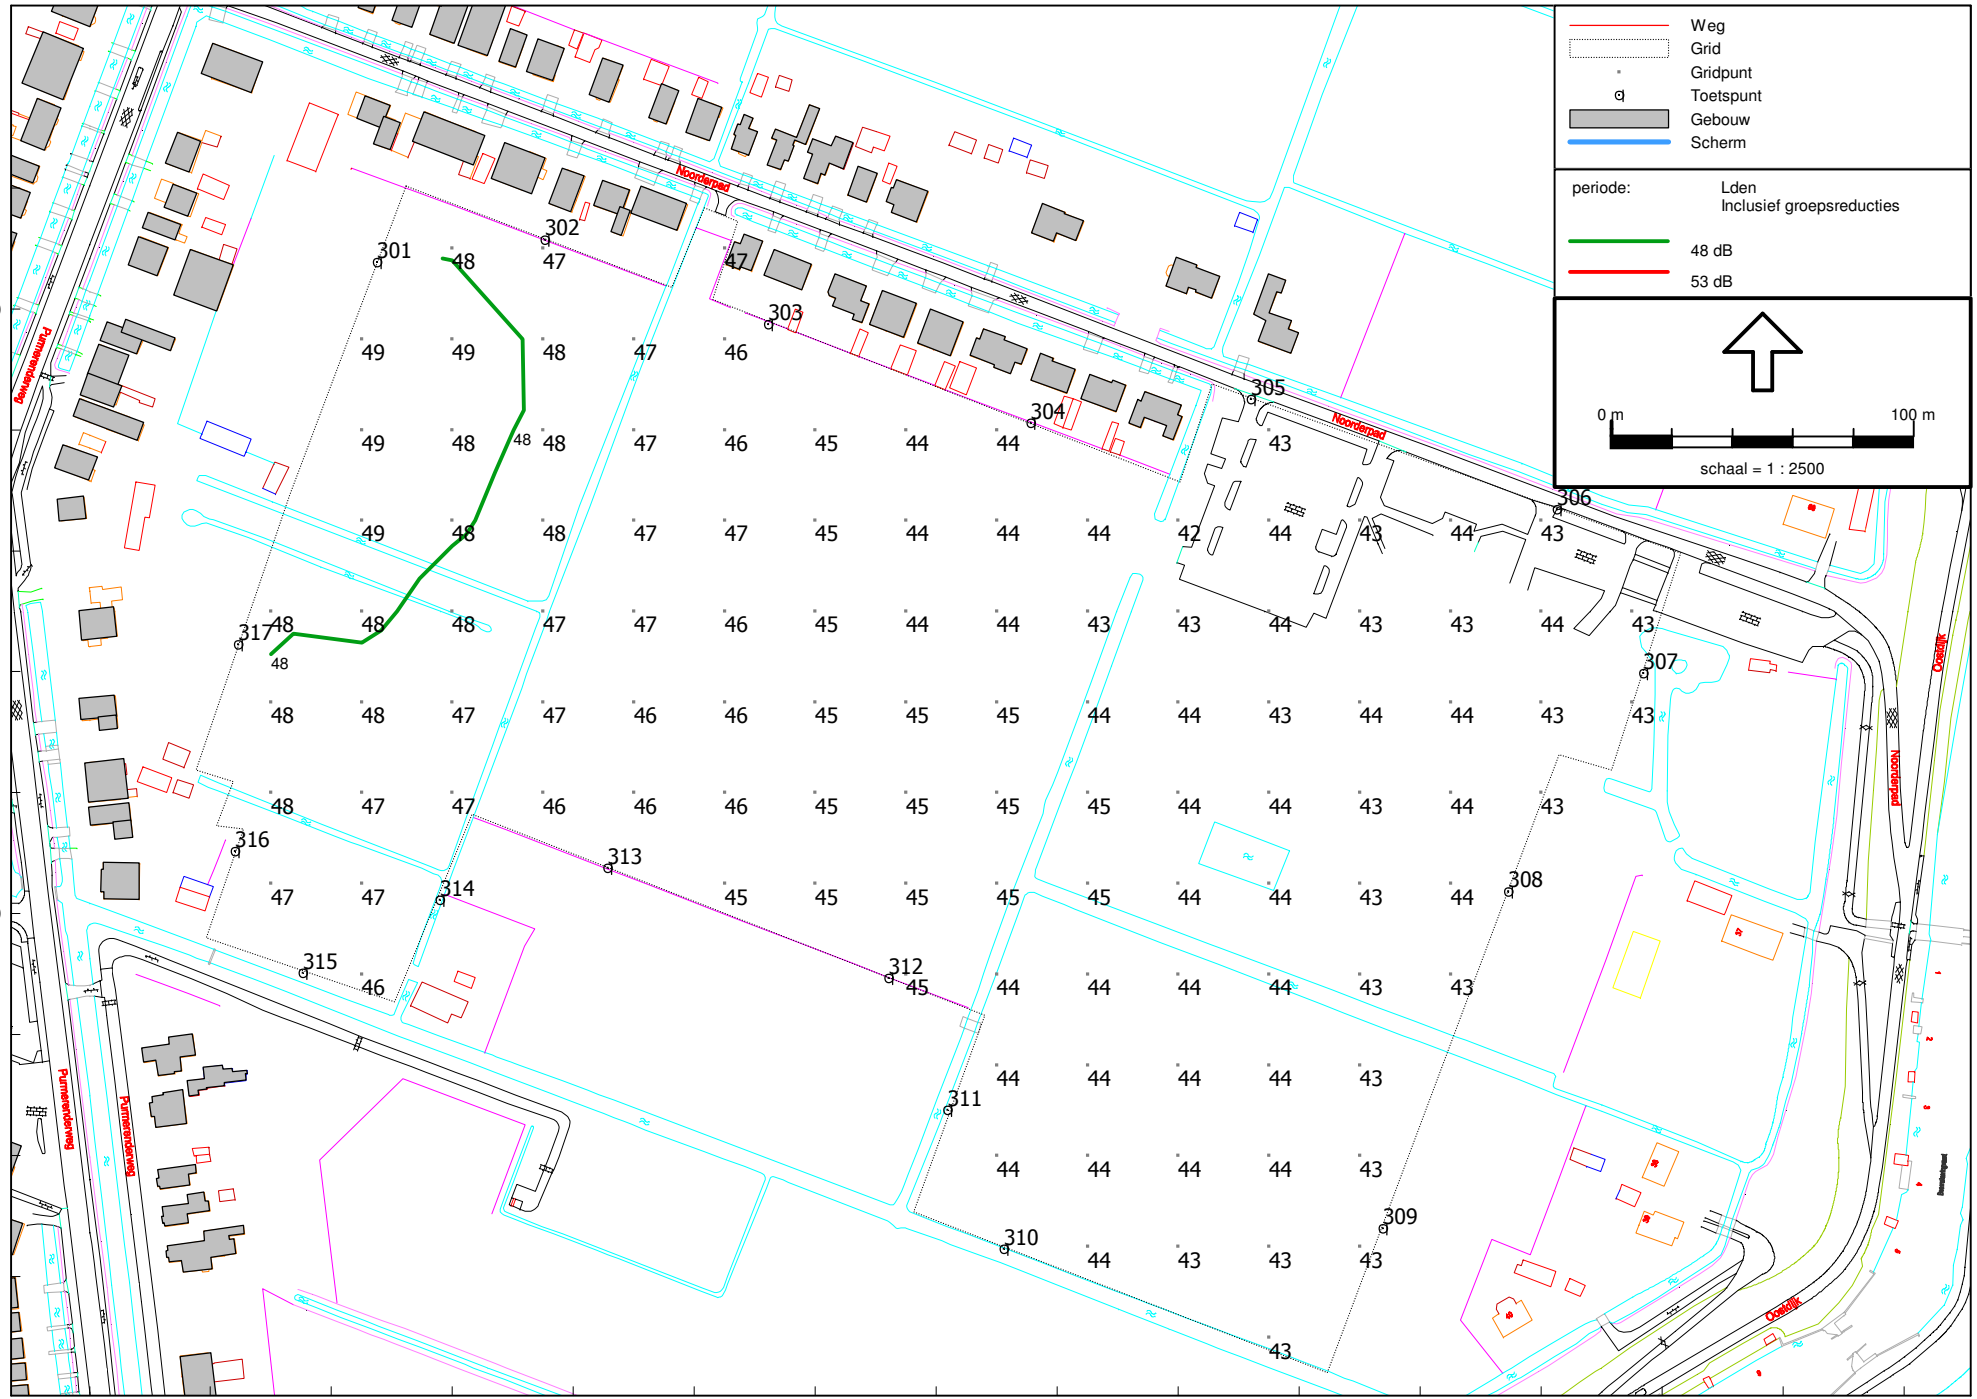 Weg
Grid
Gridpunt
Toetspunt
Gebouw
Scherm
periode: Lden
Inclusief groepsreducties
48 dB
53 dB
0 m 100 m
schaal = 1 : 2500
Noorderpad
302
301 48 47 47
303
Purmerenderweg
49 49 48 47 46
305
304
Noorderpad
49 48 48 48 47 46 45 44 44 43
306
49 48 48 47 47 45 44 44 44 42 44 43 44 43
317 48 48 48 47 47 46 45 44 44 43 43 44 43 43 44 43
Oostdijk
48
307
48 48 47 47 46 46 45 45 45 44 44 43 44 44 43 43
Noorderpad
48 47 47 46 46 46 45 45 45 45 44 44 43 44 43
316
313
314
308
47 47 45 45 45 45 45 44 44 43 44
315
312
46 45 44 44 44 44 43 43
1
2
44 44 44 44 43
311
Purmerenderweg
Purmerenderweg
3
44 44 44 44 43
4
309
310
44 43 43 43
Oostdijk
43